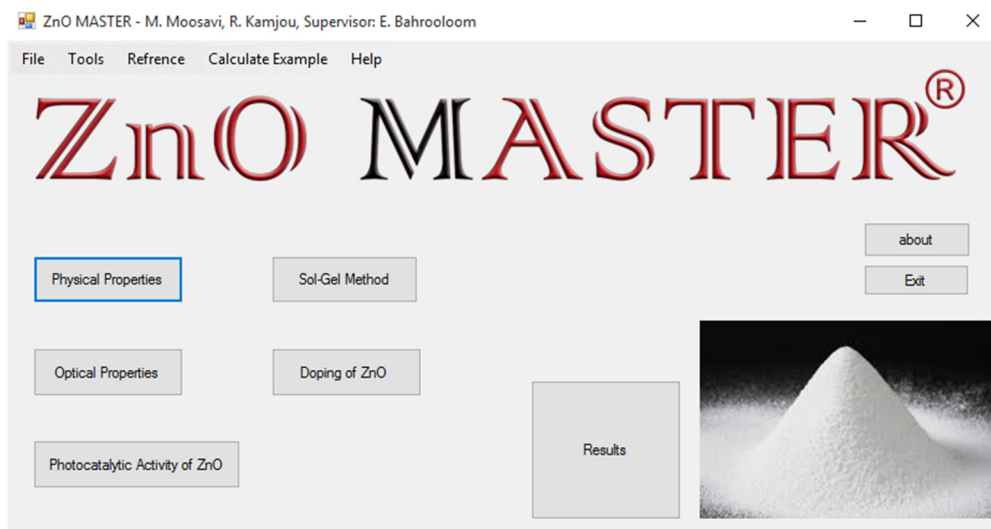 ZnO MASTER - M. Moosavi, R. Kamjou, Supervisor: E. Bahrooloom
File Tools Refrence Calculate Example Help
ZnO MASTER®
about
Physical Properties Sol-Gel Method Exit
Optical Properties Doping of ZnO
Results
Photocatalytic Activity of ZnO